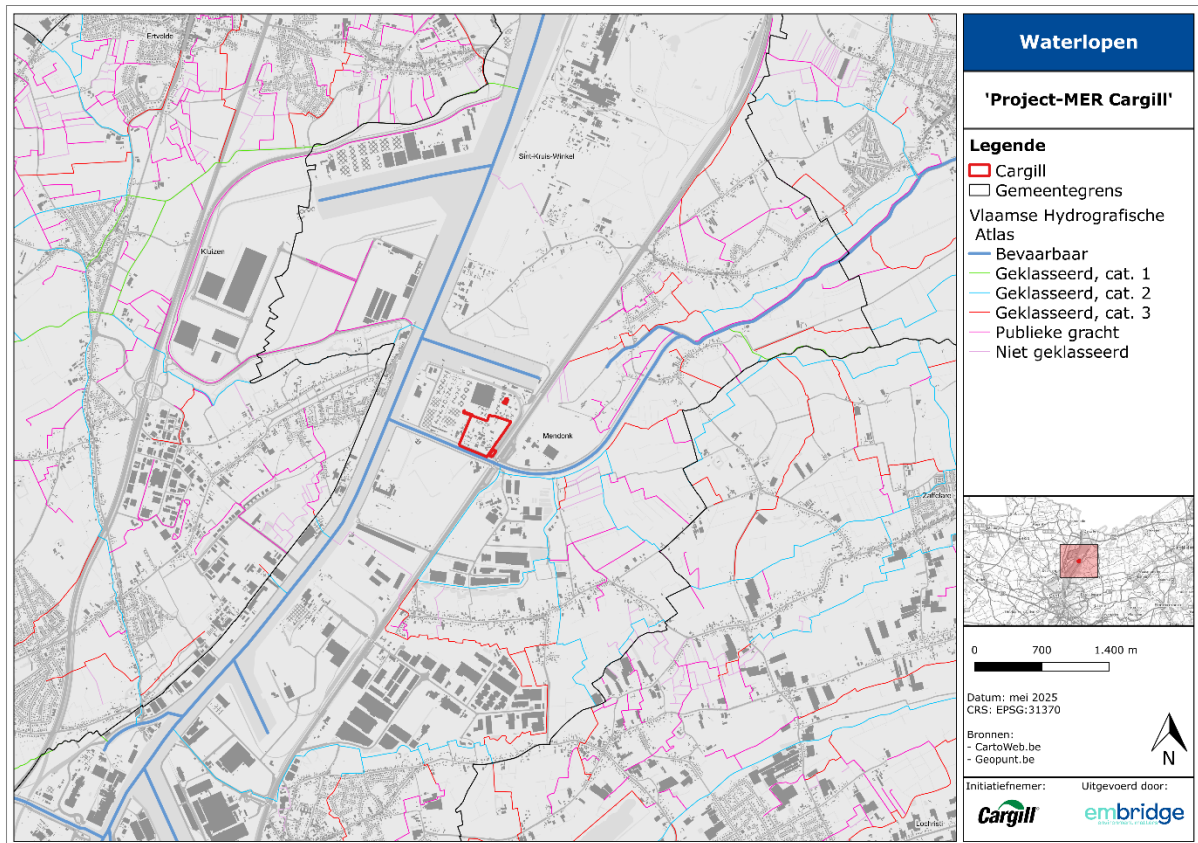 Ertvelde
Sint-Kruis-Winkel
Kluizen
Mendonk
Zaffelare
Lochristi
Waterlopen
'Project-MER Cargill'
Legende
Cargill
Gemeentegrens
Vlaamse Hydrografische
Atlas
Bevaarbaar
Geklasseerd, cat. 1
Geklasseerd, cat. 2
Geklasseerd, cat. 3
Publieke gracht
Niet geklasseerd
0 700 1.400 m
Datum: mei 2025
CRS: EPSG:31370
Bronnen:
- CartoWeb.be
- Geopunt.be
N
Initiatiefnemer: Uitgevoerd door:
Cargill embridge